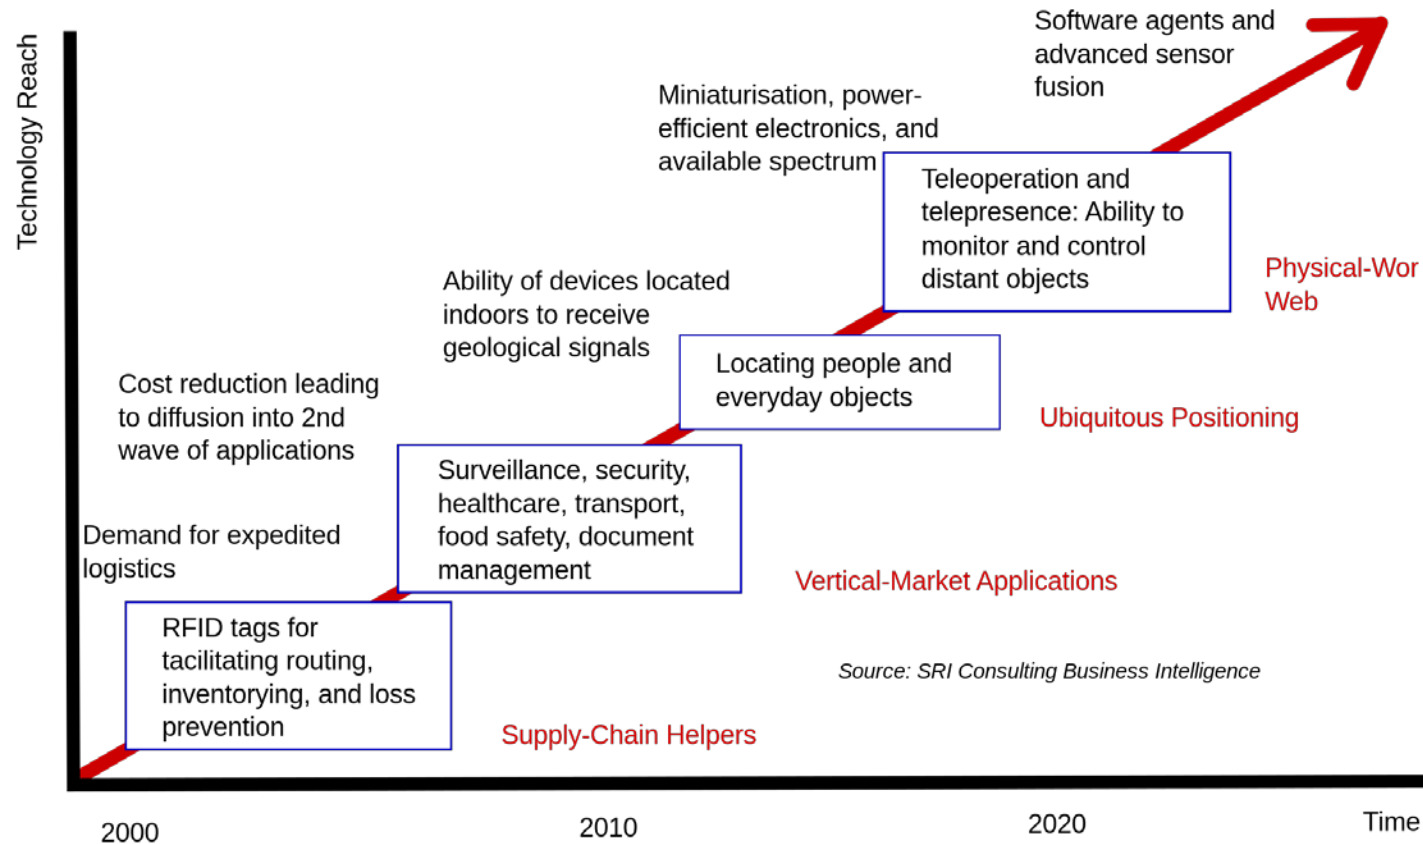 Software agents and
advanced sensor
fusion
Technology Reach
Miniaturisation, power-
efficient electronics, and
available spectrum
Teleoperation and
telepresence: Ability to
monitor and control
distant objects
Physical-Wor
Web
Ability of devices located
indoors to receive
geological signals
Locating people and
everyday objects
Ubiquitous Positioning
Cost reduction leading
to diffusion into 2nd
wave of applications
Surveillance, security,
healthcare, transport,
food safety, document
management
Vertical-Market Applications
Demand for expedited
logistics
RFID tags for
tacilitating routing,
inventorying, and loss
prevention
Supply-Chain Helpers
Source: SRI Consulting Business Intelligence
2000
2010
2020
Time